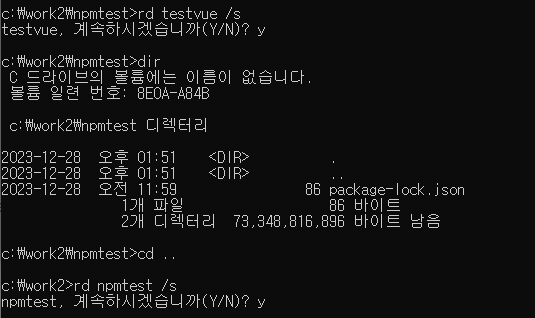 c:₩work2₩npmtest>rd testvue /s
testvue, 계속하시겠습니까(Y/N)? y
c:₩work2₩npmtest>dir
 C 드라이브의 볼륨에는 이름이 없습니다.
 볼륨 일련 번호: 8E0A-A84B
 c:₩work2₩npmtest 디렉터리
2023-12-28  오후 01:51    <DIR>          .
2023-12-28  오후 01:51    <DIR>          ..
2023-12-28  오전 11:59                86 package-lock.json
               1개 파일                  86 바이트
               2개 디렉터리  73,348,816,896 바이트 남음
c:₩work2₩npmtest>cd ..
c:₩work2>rd npmtest /s
npmtest, 계속하시겠습니까(Y/N)? y